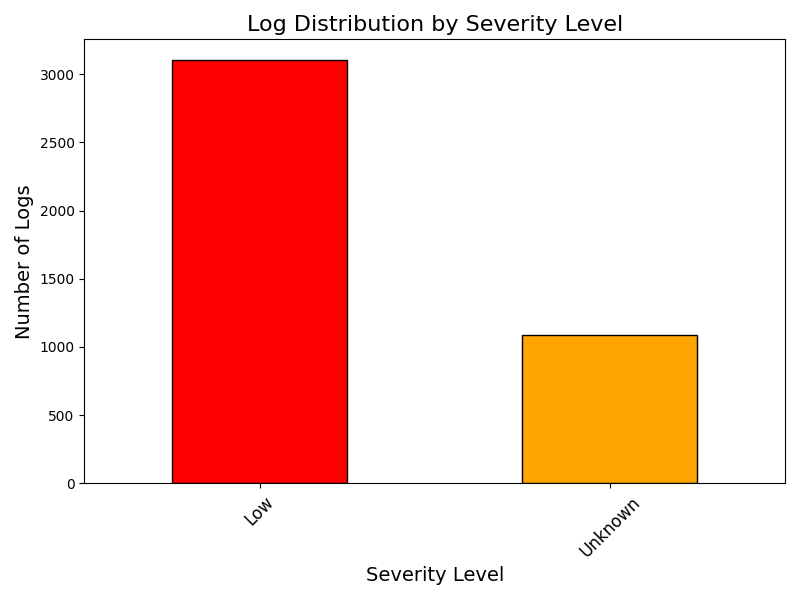 Log Distribution by Severity Level
Number of Logs
3000
2500
2000
1500
1000
500
0
Low
Unknown
Severity Level